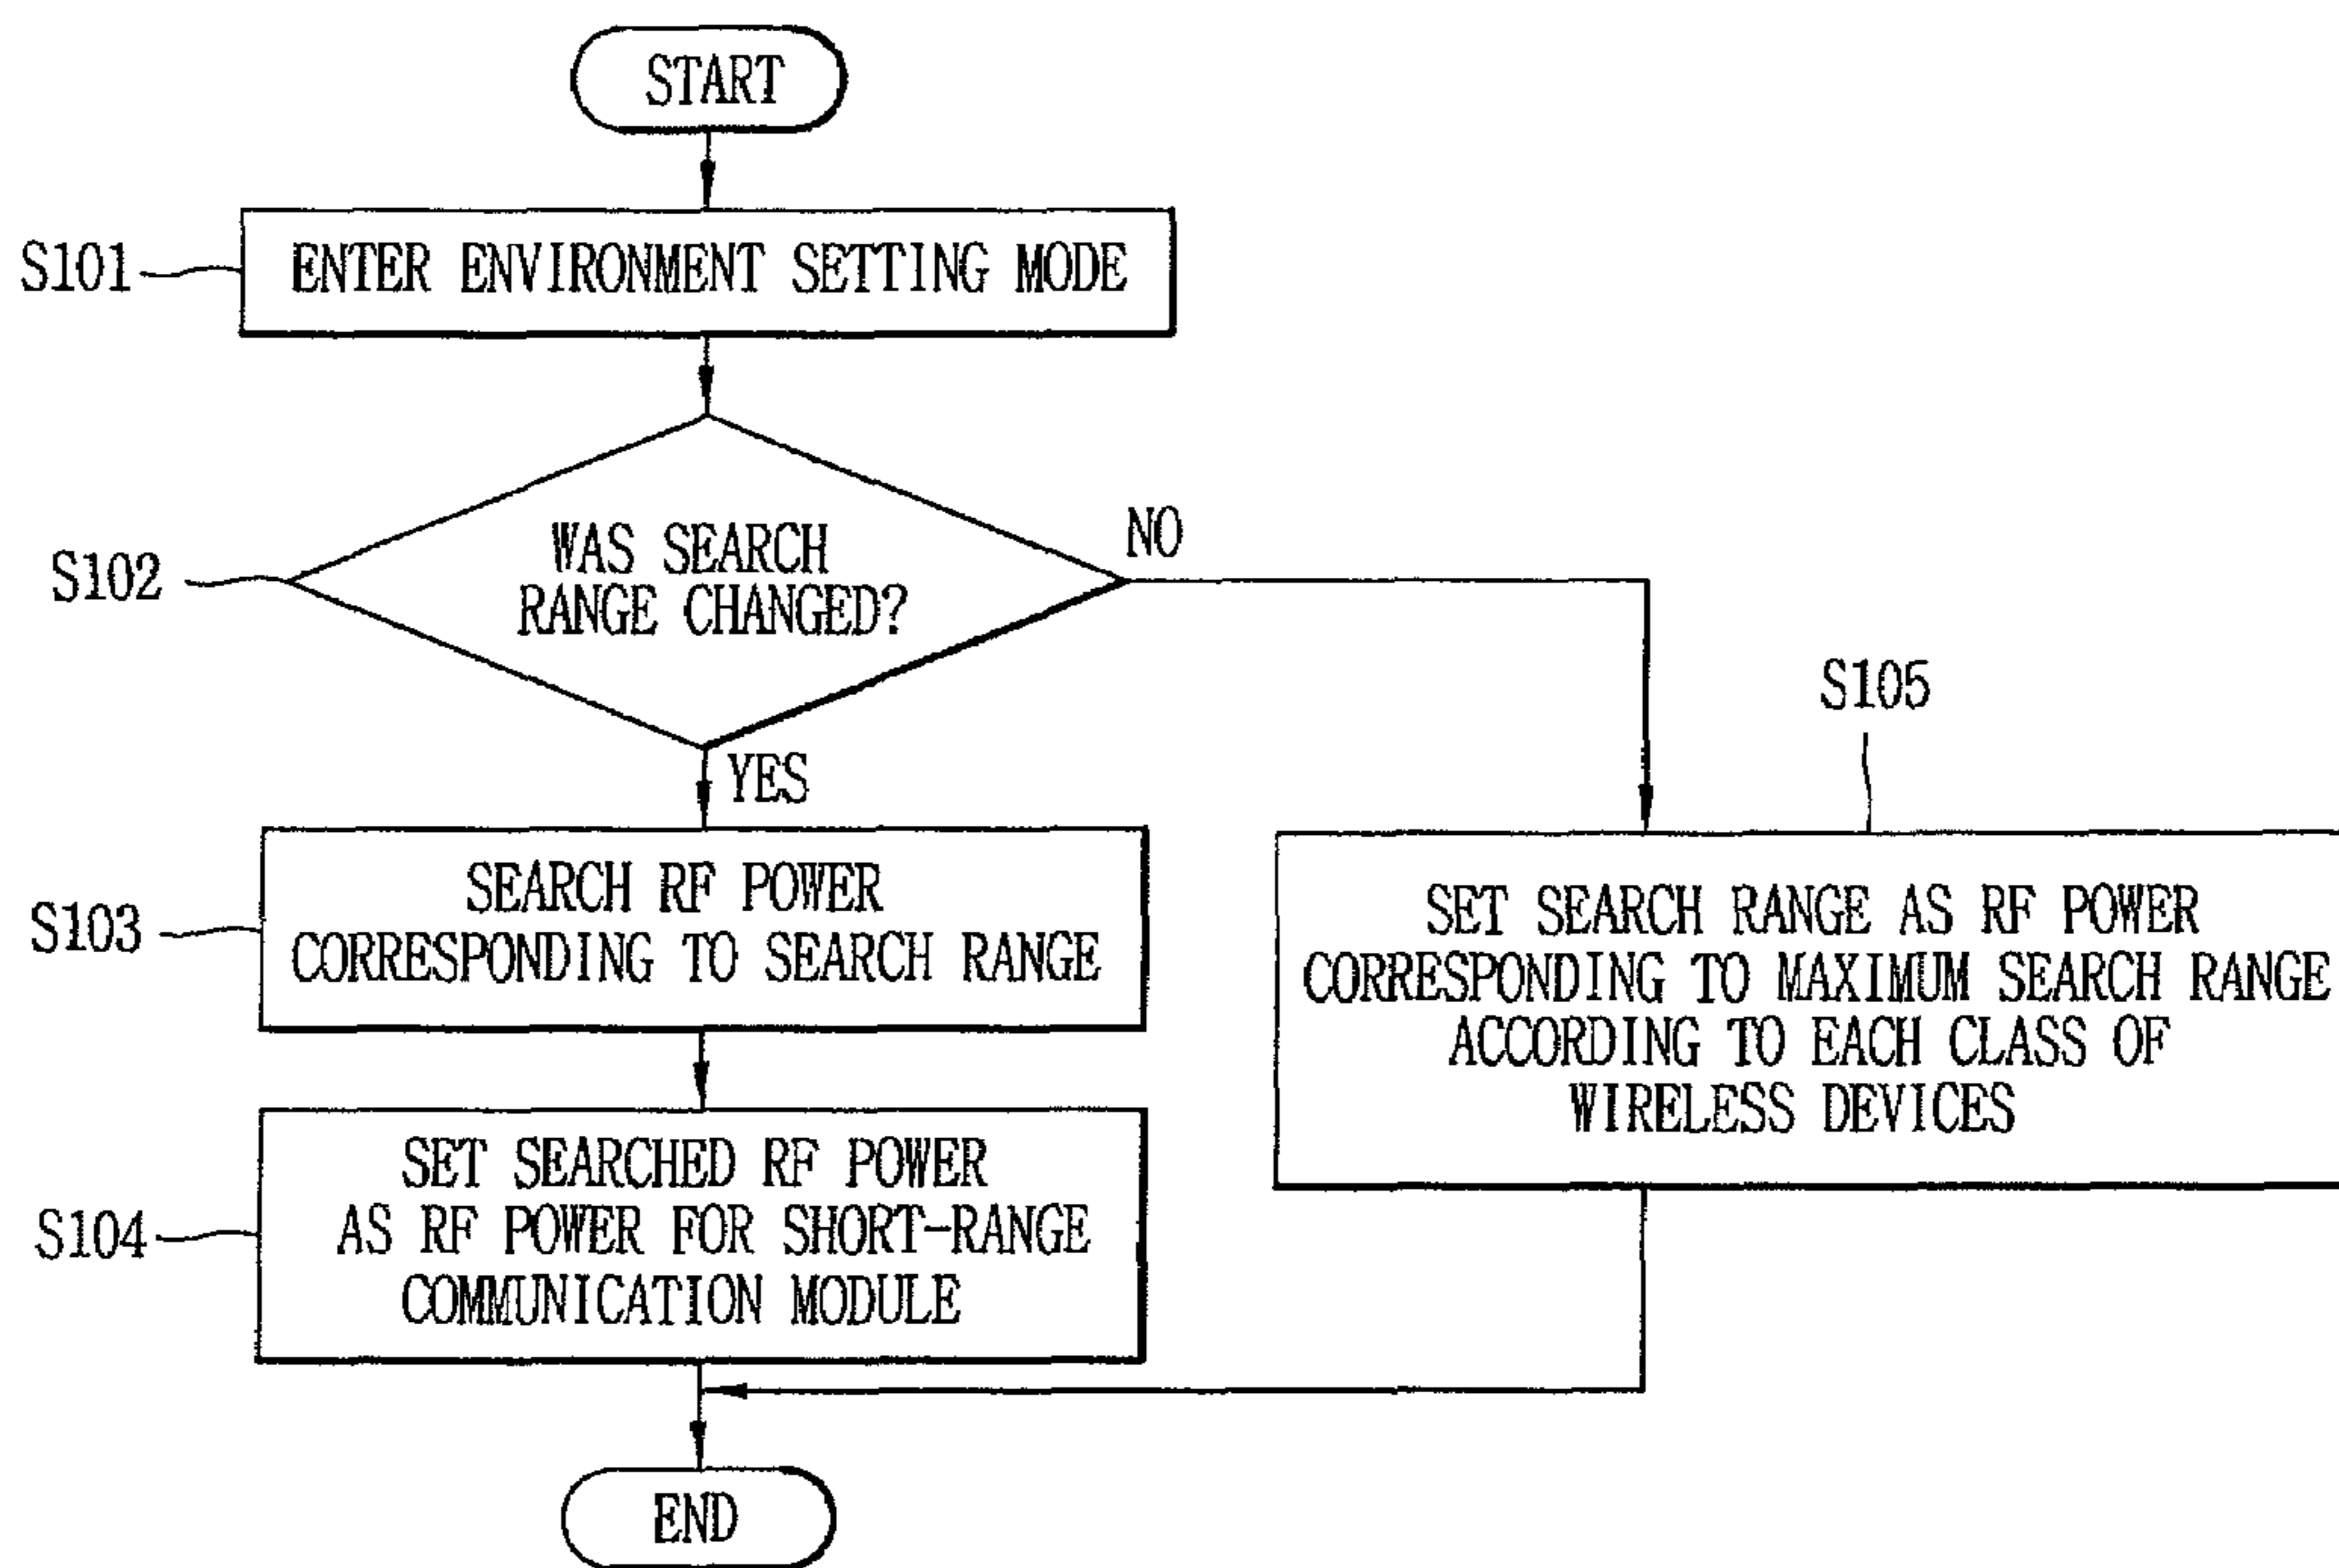 START
S101
ENTER ENVIRONMENT SETTING MODE
S102
WAS SEARCH
RANGE CHANGED?
NO
YES
S103
SEARCH RF POWER
CORRESPONDING TO SEARCH RANGE
S104
SET SEARCHED RF POWER
AS RF POWER FOR SHORT-RANGE
COMMUNICATION MODULE
S105
SET SEARCH RANGE AS RF POWER
CORRESPONDING TO MAXIMUM SEARCH RANGE
ACCORDING TO EACH CLASS OF
WIRELESS DEVICES
END